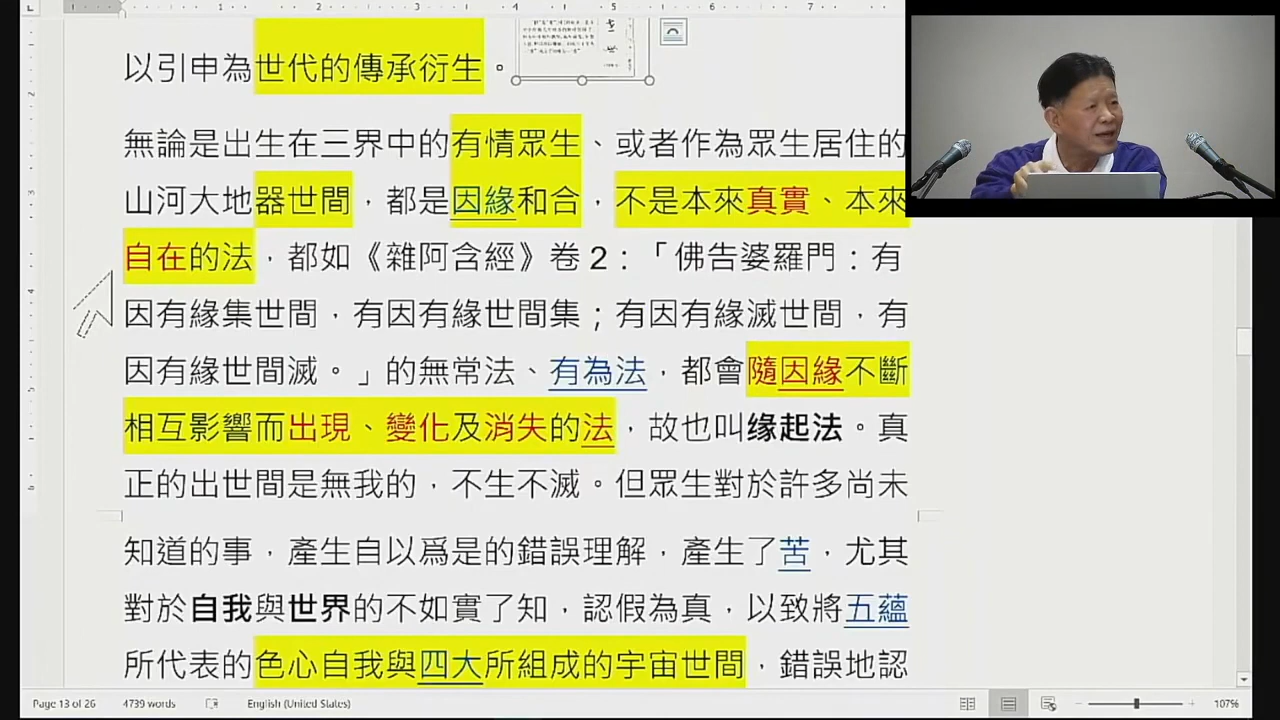 以引申為世代的傳承衍生。
無論是出生在三界中的有情眾生、或者作為眾生居住的
山河大地器世間，都是因緣和合，不是本來真實、本來
自在的法，都如《雜阿含經》卷 2：「佛告婆羅門：有
因有緣集世間，有因有緣世間集；有因有緣滅世間，有
因有緣世間滅。」的無常法、有為法，都會隨因緣不斷
相互影響而出現、變化及消失的法，故也叫缘起法。真
正的出世間是無我的，不生不滅。但眾生對於許多尚未
知道的事，產生自以爲是的錯誤理解，產生了苦，尤其
對於自我與世界的不如實了知，認假為真，以致將五蘊
所代表的色心自我與四大所組成的宇宙世間，錯誤地認
Page 13 of 26 4739 words English (United States) 107%